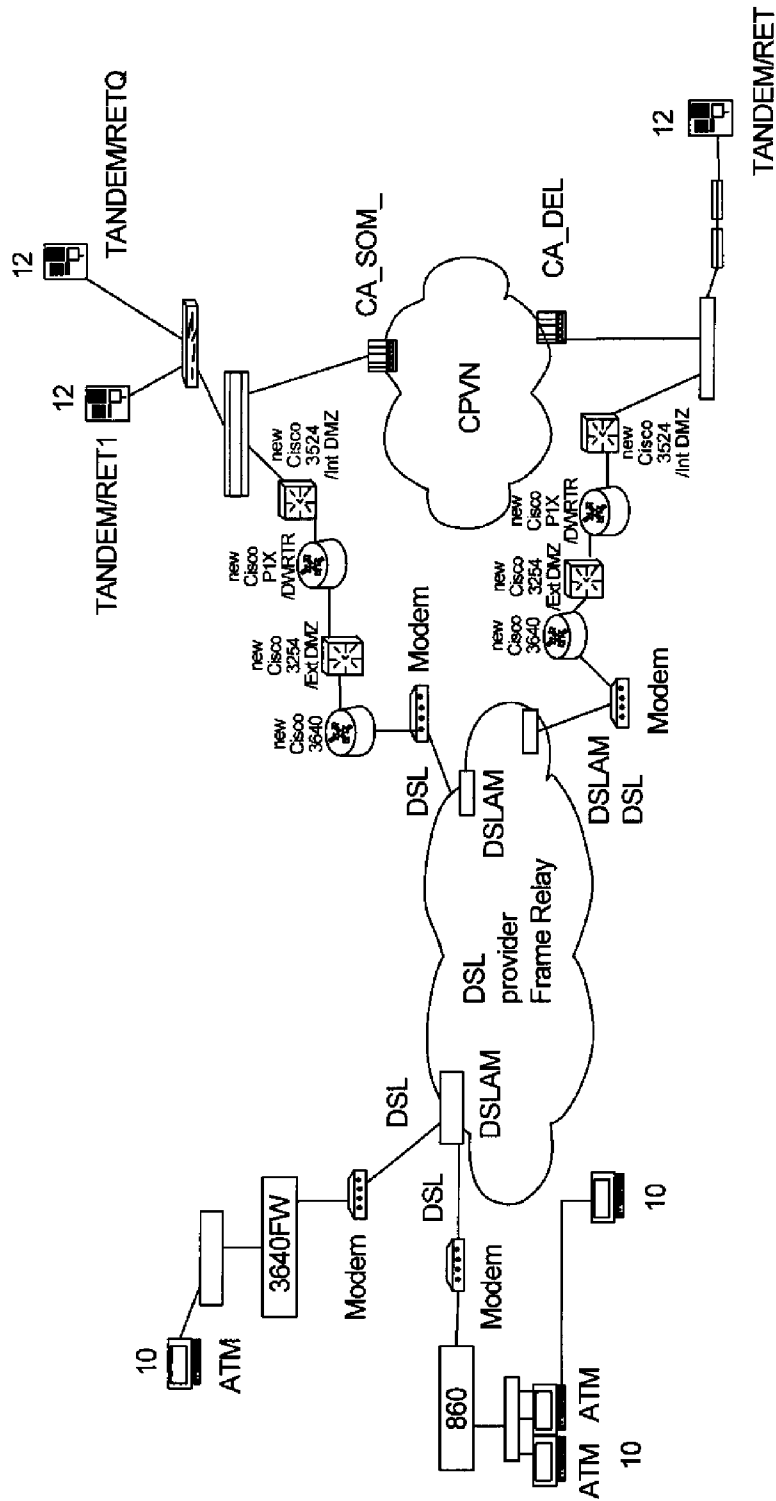 12
TANDEM/RETQ
12
TANDEM/RET1
new
Cisco
3524
/Int DMZ
new
Cisco
P1X
/DWRTR
new
Cisco
3254
/Ext DMZ
new
Cisco
3640
Modem
CA_SOM_
CPVN
CA_DEL
12
TANDEM/RET
new
Cisco
3524
/Int DMZ
new
Cisco
P1X
/DWRTR
new
Cisco
3254
/Ext DMZ
new
Cisco
3640
Modem
DSL
DSLAM
DSLAM
DSL
DSL
provider
Frame Relay
10
ATM
3640FW
Modem
DSL
DSLAM
DSL
Modem
860
ATM
ATM
10
10